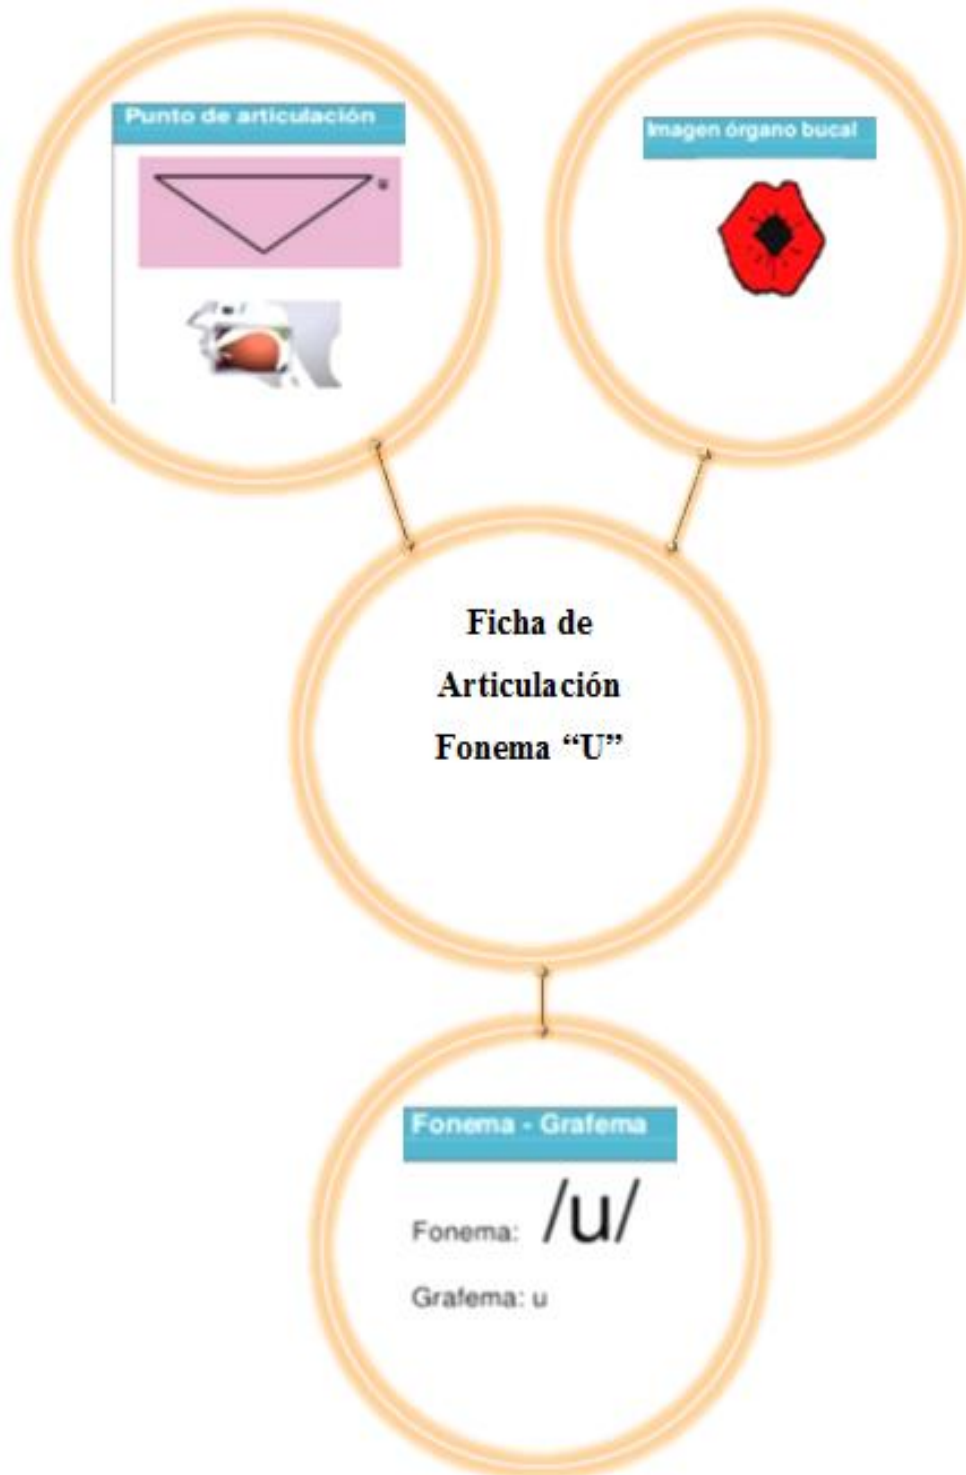 Punto de articulación
u
Imagen órgano bucal
Ficha de
Articulación
Fonema “U”
Fonema - Grafema
Fonema: /u/
Grafema: u